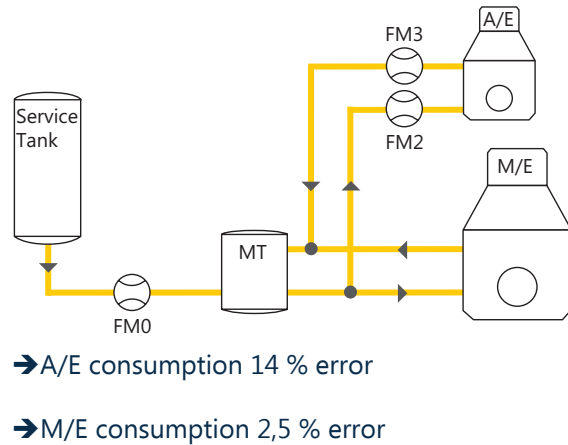 A/E
FM3
Service
Tank
FM2
M/E
MT
FM0
➔A/E consumption 14 % error
➔M/E consumption 2,5 % error